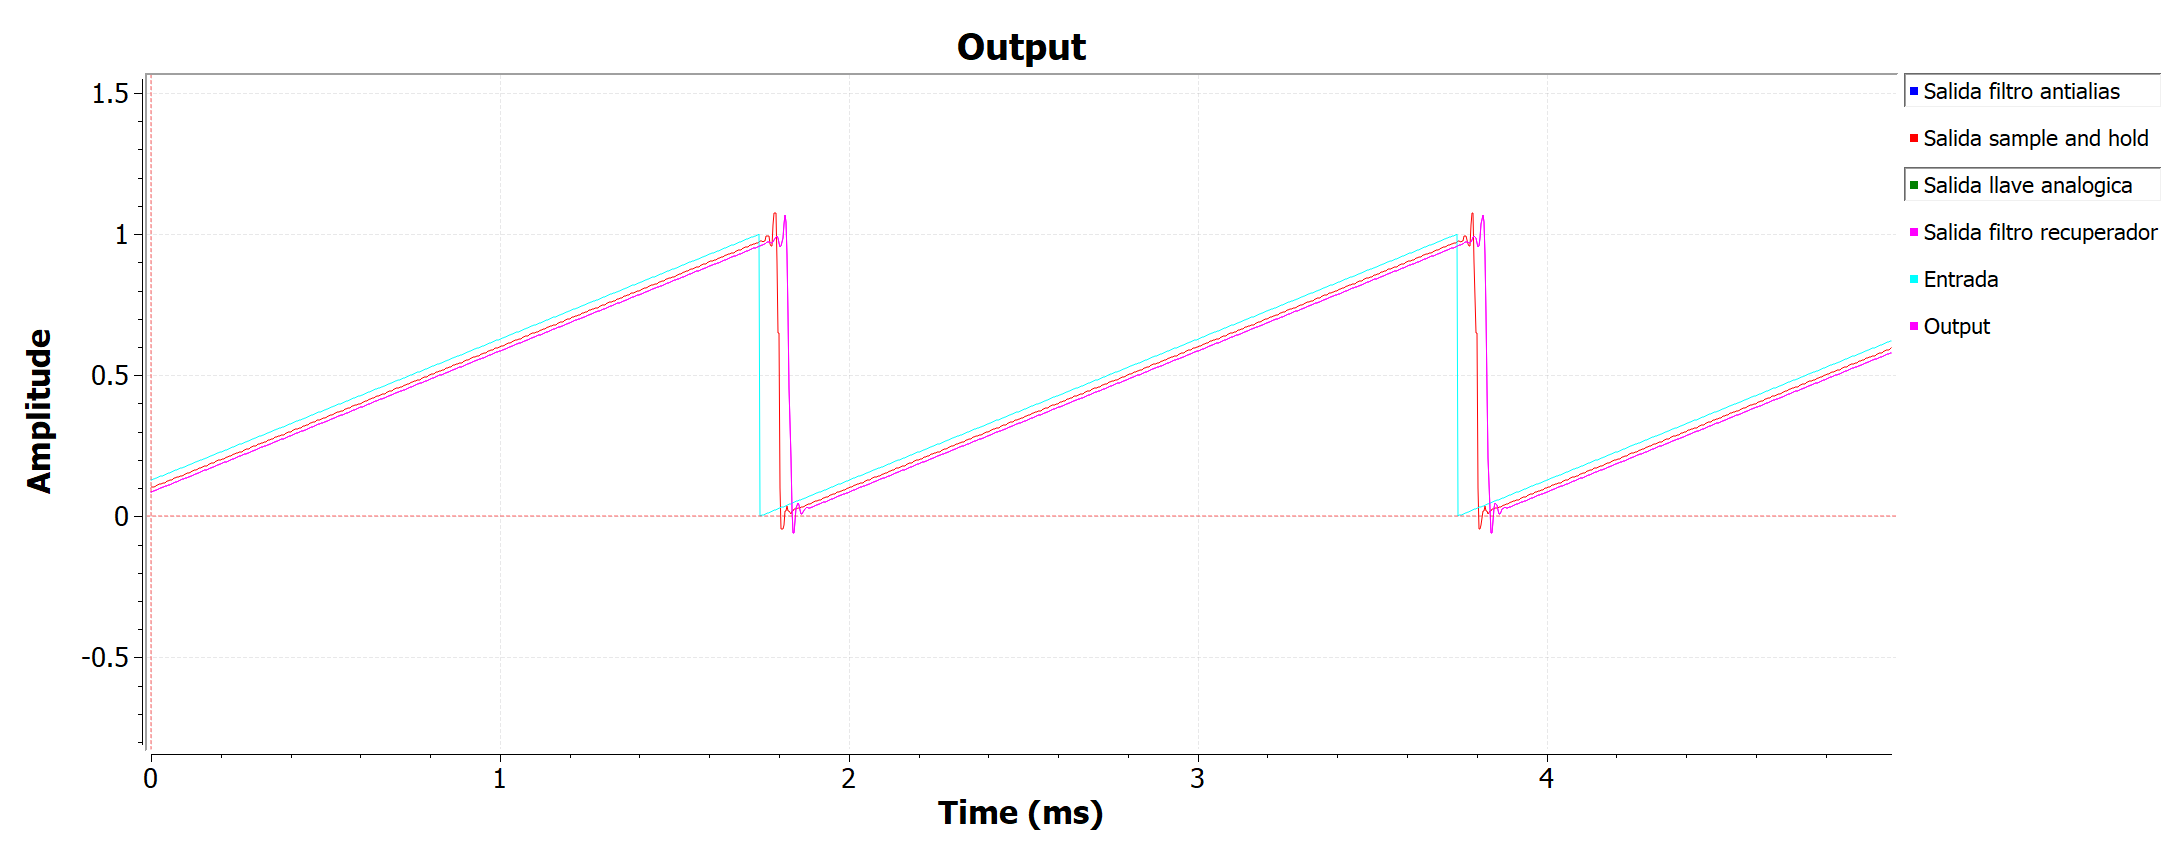 Output
Amplitude
1.5
1
0.5
0
-0.5
0
1
2
3
4
Time (ms)
Salida filtro antialias
Salida sample and hold
Salida llave analogica
Salida filtro recuperador
Entrada
Output